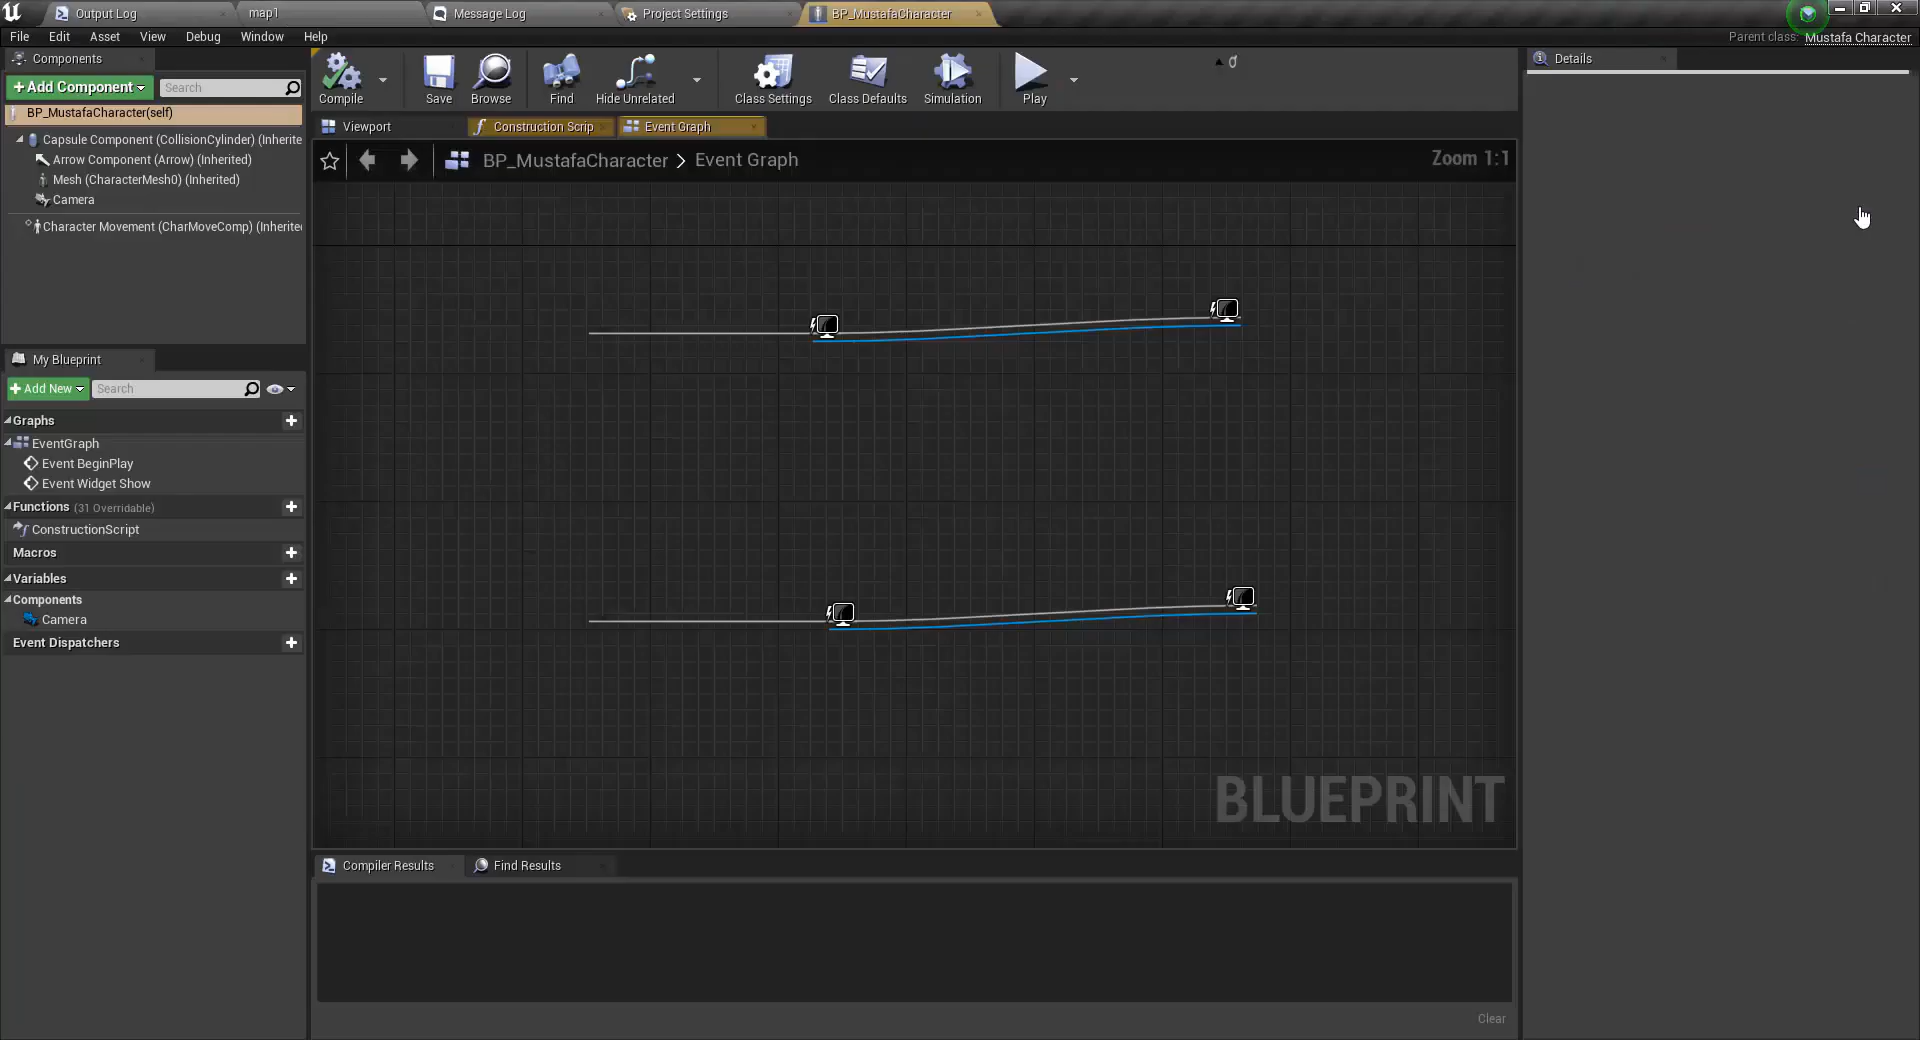 Output Log
map1
Message Log
Project Settings
BP_MustafaCharacter
File Edit Asset View Debug Window Help
Parent class: Mustafa Character
Components
+Add Component
Search
BP_MustafaCharacter(self)
Capsule Component (CollisionCylinder) (Inherite
Arrow Component (Arrow) (Inherited)
Mesh (CharacterMesh0) (Inherited)
Camera
Character Movement (CharMoveComp) (Inherite
Compile
Save
Browse
Find
Hide Unrelated
Class Settings
Class Defaults
Simulation
Play
Details
Viewport
Construction Scrip
Event Graph
BP_MustafaCharacter > Event Graph
Zoom 1:1
My Blueprint
+Add New
Search
Graphs
EventGraph
Event BeginPlay
Event Widget Show
Functions (31 Overridable)
ConstructionScript
Macros
Variables
Components
Camera
Event Dispatchers
BLUEPRINT
Compiler Results
Find Results
Clear